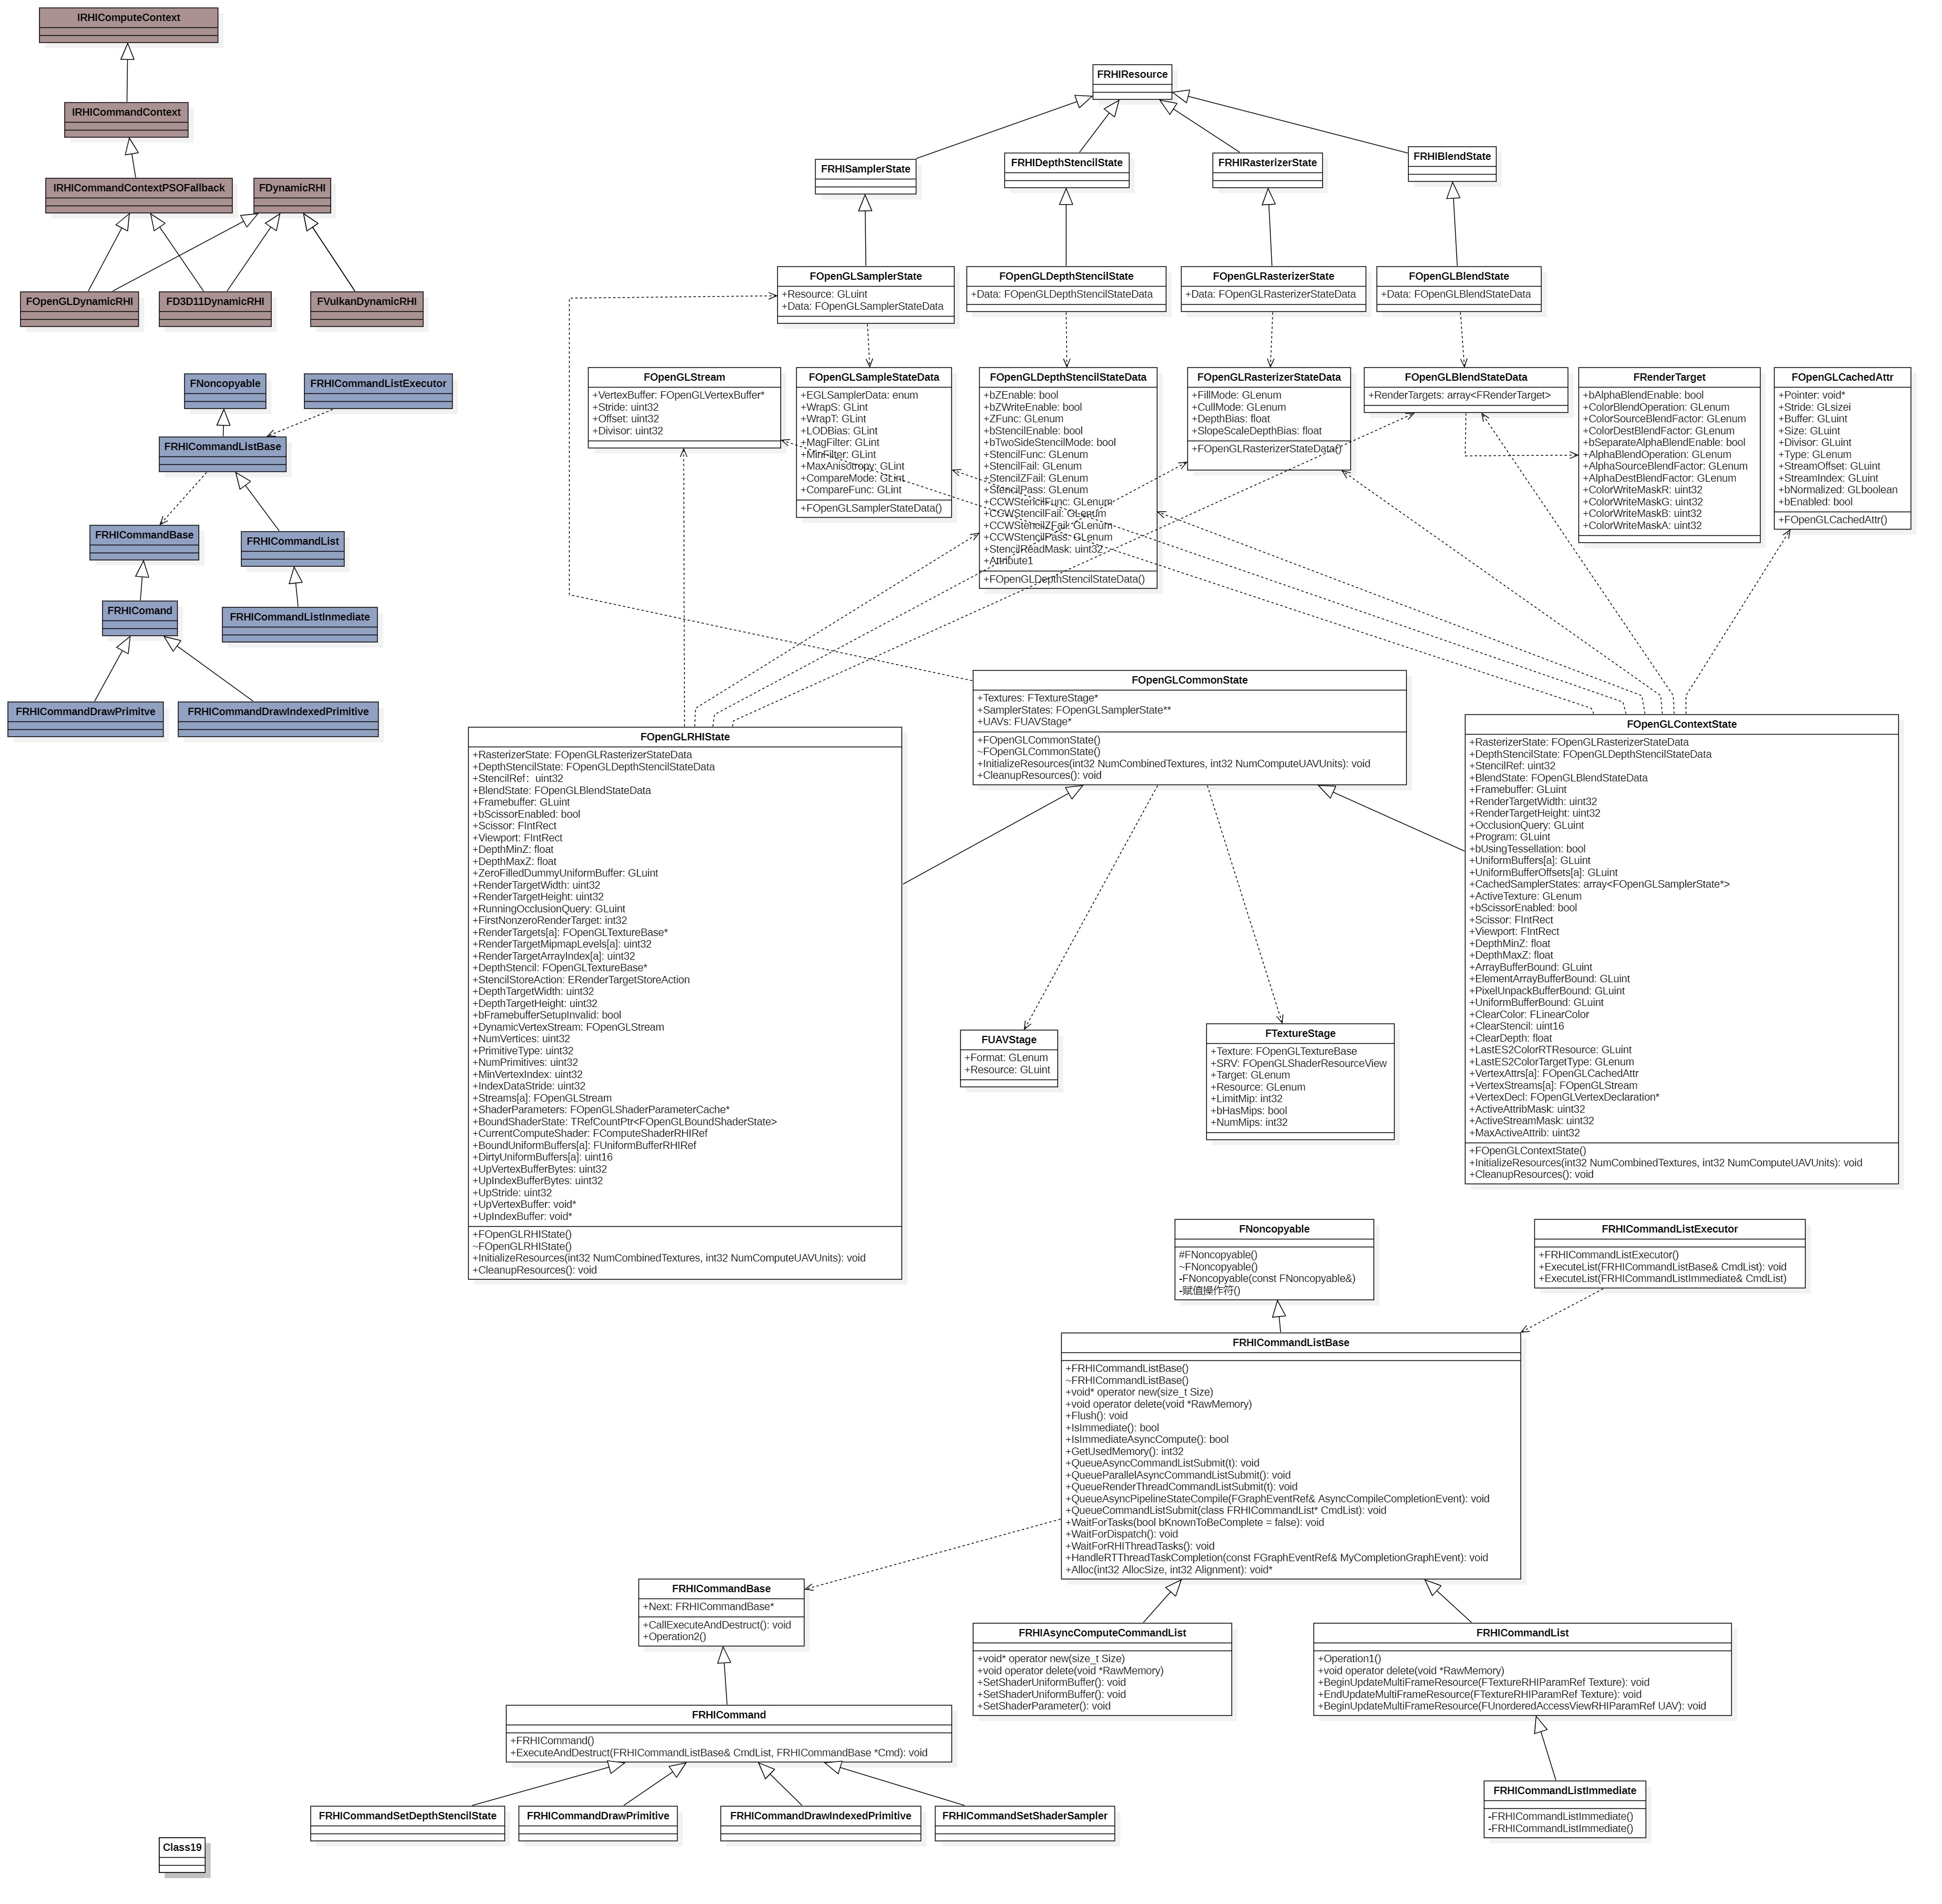 IRHIComputeContext
IRHICommandContext
IRHICommandContextPSOFallback
FDynamicRHI
FOpenGLDynamicRHI
FD3D11DynamicRHI
FVulkanDynamicRHI
FNoncopyable
FRHICommandListExecutor
FRHICommandListBase
FRHICommandBase
FRHICommandList
FRHIComand
FRHICommandListInmediate
FRHICommandDrawPrimitve
FRHICommandDrawIndexedPrimitive
FRHIResource
FRHISamplerState
FRHIDepthStencilState
FRHIRasterizerState
FRHIBlendState
FOpenGLSamplerState
+Resource: GLuint
+Data: FOpenGLSamplerStateData
FOpenGLDepthStencilState
+Data: FOpenGLDepthStencilStateData
FOpenGLRasterizerState
+Data: FOpenGLRasterizerStateData
FOpenGLBlendState
+Data: FOpenGLBlendStateData
FOpenGLStream
+VertexBuffer: FOpenGLVertexBuffer*
+Stride: uint32
+Offset: uint32
+Divisor: uint32
FOpenGLSampleStateData
+EGLSamplerData: enum
+WrapS: GLint
+WrapT: GLint
+LODBias: GLint
+MagFilter: GLint
+MinFilter: GLint
+MaxAnisotropy: GLint
+CompareMode: GLint
+CompareFunc: GLint
+FOpenGLSamplerStateData()
FOpenGLDepthStencilStateData
+bZEnable: bool
+bZWriteEnable: bool
+ZFunc: GLenum
+bStencilEnable: bool
+bTwoSideStencilMode: bool
+StencilFunc: GLenum
+StencilFail: GLenum
+StencilZFail: GLenum
+StencilPass: GLenum
+CCWStencilFunc: GLenum
+CCWStencilFail: GLenum
+CCWStencilZFail: GLenum
+CCWStencilPass: GLenum
+StencilReadMask: uint32
+Attribute1
+FOpenGLDepthStencilStateData()
FOpenGLRasterizerStateData
+FillMode: GLenum
+CullMode: GLenum
+DepthBias: float
+SlopeScaleDepthBias: float
+FOpenGLRasterizerStateData()
FOpenGLBlendStateData
+RenderTargets: array<FRenderTarget>
FRenderTarget
+bAlphaBlendEnable: bool
+ColorBlendOperation: GLenum
+ColorSourceBlendFactor: GLenum
+ColorDestBlendFactor: GLenum
+bSeparateAlphaBlendEnable: bool
+AlphaBlendOperation: GLenum
+AlphaSourceBlendFactor: GLenum
+AlphaDestBlendFactor: GLenum
+ColorWriteMaskR: uint32
+ColorWriteMaskG: uint32
+ColorWriteMaskB: uint32
+ColorWriteMaskA: uint32
FOpenGLCachedAttr
+Pointer: void*
+Stride: GLsizei
+Buffer: GLuint
+Size: GLuint
+Divisor: GLuint
+Type: GLenum
+StreamOffset: GLuint
+StreamIndex: GLuint
+bNormalized: GLboolean
+bEnabled: bool
+FOpenGLCachedAttr()
FOpenGLCommonState
+Textures: FTextureStage*
+SamplerStates: FOpenGLSamplerState**
+UAVs: FUAVStage*
+FOpenGLCommonState()
~FOpenGLCommonState()
+InitializeResources(int32 NumCombinedTextures, int32 NumComputeUAVUnits): void
+CleanupResources(): void
FOpenGLRHIState
+RasterizerState: FOpenGLRasterizerStateData
+DepthStencilState: FOpenGLDepthStencilStateData
+StencilRef：uint32
+BlendState: FOpenGLBlendStateData
+Framebuffer: GLuint
+bScissorEnabled: bool
+Scissor: FIntRect
+Viewport: FIntRect
+DepthMinZ: float
+DepthMaxZ: float
+ZeroFilledDummyUniformBuffer: GLuint
+RenderTargetWidth: uint32
+RenderTargetHeight: uint32
+RunningOcclusionQuery: GLuint
+FirstNonzeroRenderTarget: int32
+RenderTargets[a]: FOpenGLTextureBase*
+RenderTargetMipmapLevels[a]: uint32
+RenderTargetArrayIndex[a]: uint32
+DepthStencil: FOpenGLTextureBase*
+StencilStoreAction: ERenderTargetStoreAction
+DepthTargetWidth: uint32
+DepthTargetHeight: uint32
+bFramebufferSetupInvalid: bool
+DynamicVertexStream: FOpenGLStream
+NumVertices: uint32
+PrimitiveType: uint32
+NumPrimitives: uint32
+MinVertexIndex: uint32
+IndexDataStride: uint32
+Streams[a]: FOpenGLStream
+ShaderParameters: FOpenGLShaderParameterCache*
+BoundShaderState: TRefCountPtr<FOpenGLBoundShaderState>
+CurrentComputeShader: FComputeShaderRHIRef
+BoundUniformBuffers[a]: FUniformBufferRHIRef
+DirtyUniformBuffers[a]: uint16
+UpVertexBufferBytes: uint32
+UpIndexBufferBytes: uint32
+UpStride: uint32
+UpVertexBuffer: void*
+UpIndexBuffer: void*
+FOpenGLRHIState()
~FOpenGLRHIState()
+InitializeResources(int32 NumCombinedTextures, int32 NumComputeUAVUnits): void
+CleanupResources(): void
FOpenGLContextState
+RasterizerState: FOpenGLRasterizerStateData
+DepthStencilState: FOpenGLDepthStencilStateData
+StencilRef: uint32
+BlendState: FOpenGLBlendStateData
+Framebuffer: GLuint
+RenderTargetWidth: uint32
+RenderTargetHeight: uint32
+OcclusionQuery: GLuint
+Program: GLuint
+bUsingTessellation: bool
+UniformBuffers[a]: GLuint
+UniformBufferOffsets[a]: GLuint
+CachedSamplerStates: array<FOpenGLSamplerState*>
+ActiveTexture: GLenum
+bScissorEnabled: bool
+Scissor: FIntRect
+Viewport: FIntRect
+DepthMinZ: float
+DepthMaxZ: float
+ArrayBufferBound: GLuint
+ElementArrayBufferBound: GLuint
+PixelUnpackBufferBound: GLuint
+UniformBufferBound: GLuint
+ClearColor: FLinearColor
+ClearStencil: uint16
+ClearDepth: float
+LastES2ColorRTResource: GLuint
+LastES2ColorTargetType: GLenum
+VertexAttrs[a]: FOpenGLCachedAttr
+VertexStreams[a]: FOpenGLStream
+VertexDecl: FOpenGLVertexDeclaration*
+ActiveAttribMask: uint32
+ActiveStreamMask: uint32
+MaxActiveAttrib: uint32
+FOpenGLContextState()
+InitializeResources(int32 NumCombinedTextures, int32 NumComputeUAVUnits): void
+CleanupResources(): void
FUAVStage
+Format: GLenum
+Resource: GLuint
FTextureStage
+Texture: FOpenGLTextureBase
+SRV: FOpenGLShaderResourceView
+Target: GLenum
+Resource: GLenum
+LimitMip: int32
+bHasMips: bool
+NumMips: int32
FNoncopyable
#FNoncopyable()
~FNoncopyable()
-FNoncopyable(const FNoncopyable&)
-赋值操作符()
FRHICommandListExecutor
+FRHICommandListExecutor()
+ExecuteList(FRHICommandListBase& CmdList): void
+ExecuteList(FRHICommandListImmediate& CmdList)
FRHICommandListBase
+FRHICommandListBase()
~FRHICommandListBase()
+void* operator new(size_t Size)
+void operator delete(void *RawMemory)
+Flush(): void
+IsImmediate(): bool
+IsImmediateAsyncCompute(): bool
+GetUsedMemory(): int32
+QueueAsyncCommandListSubmit(t): void
+QueueParallelAsyncCommandListSubmit(): void
+QueueRenderThreadCommandListSubmit(t): void
+QueueAsyncPipelineStateCompile(FGraphEventRef& AsyncCompileCompletionEvent): void
+QueueCommandListSubmit(class FRHICommandList* CmdList): void
+WaitForTasks(bool bKnownToBeComplete = false): void
+WaitForDispatch(): void
+WaitForRHIThreadTasks(): void
+HandleRTThreadTaskCompletion(const FGraphEventRef& MyCompletionGraphEvent): void
+Alloc(int32 AllocSize, int32 Alignment): void*
FRHICommandBase
+Next: FRHICommandBase*
+CallExecuteAndDestruct(): void
+Operation2()
FRHIAsyncComputeCommandList
+void* operator new(size_t Size)
+void operator delete(void *RawMemory)
+SetShaderUniformBuffer(): void
+SetShaderUniformBuffer(): void
+SetShaderParameter(): void
FRHICommandList
+Operation1()
+void operator delete(void *RawMemory)
+BeginUpdateMultiFrameResource(FTextureRHIParamRef Texture): void
+EndUpdateMultiFrameResource(FTextureRHIParamRef Texture): void
+BeginUpdateMultiFrameResource(FUnorderedAccessViewRHIParamRef UAV): void
FRHICommand
+FRHICommand()
+ExecuteAndDestruct(FRHICommandListBase& CmdList, FRHICommandBase *Cmd): void
FRHICommandListImmediate
-FRHICommandListImmediate()
-FRHICommandListImmediate()
FRHICommandSetDepthStencilState
FRHICommandDrawPrimitive
FRHICommandDrawIndexedPrimitive
FRHICommandSetShaderSampler
Class19